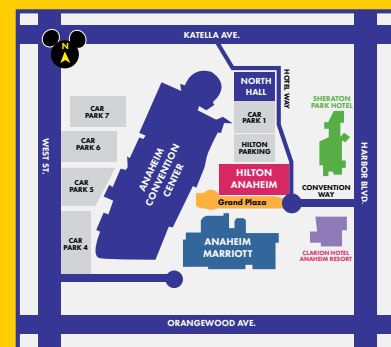 KATELLA AVE.
N
NORTH
HALL
HOTEL WAY
CAR
PARK 7
CAR
PARK 1
SHERATON
PARK HOTEL
CAR
PARK 6
HILTON
PARKING
WEST ST.
ANAHEIM
CONVENTION
CENTER
HARBOR BLVD.
CAR
PARK 5
HILTON
ANAHEIM
CONVENTION
WAY
Grand Plaza
CAR
PARK 4
ANAHEIM
MARRIOTT
CLARION HOTEL
ANAHEIM RESORT
ORANGEWOOD AVE.